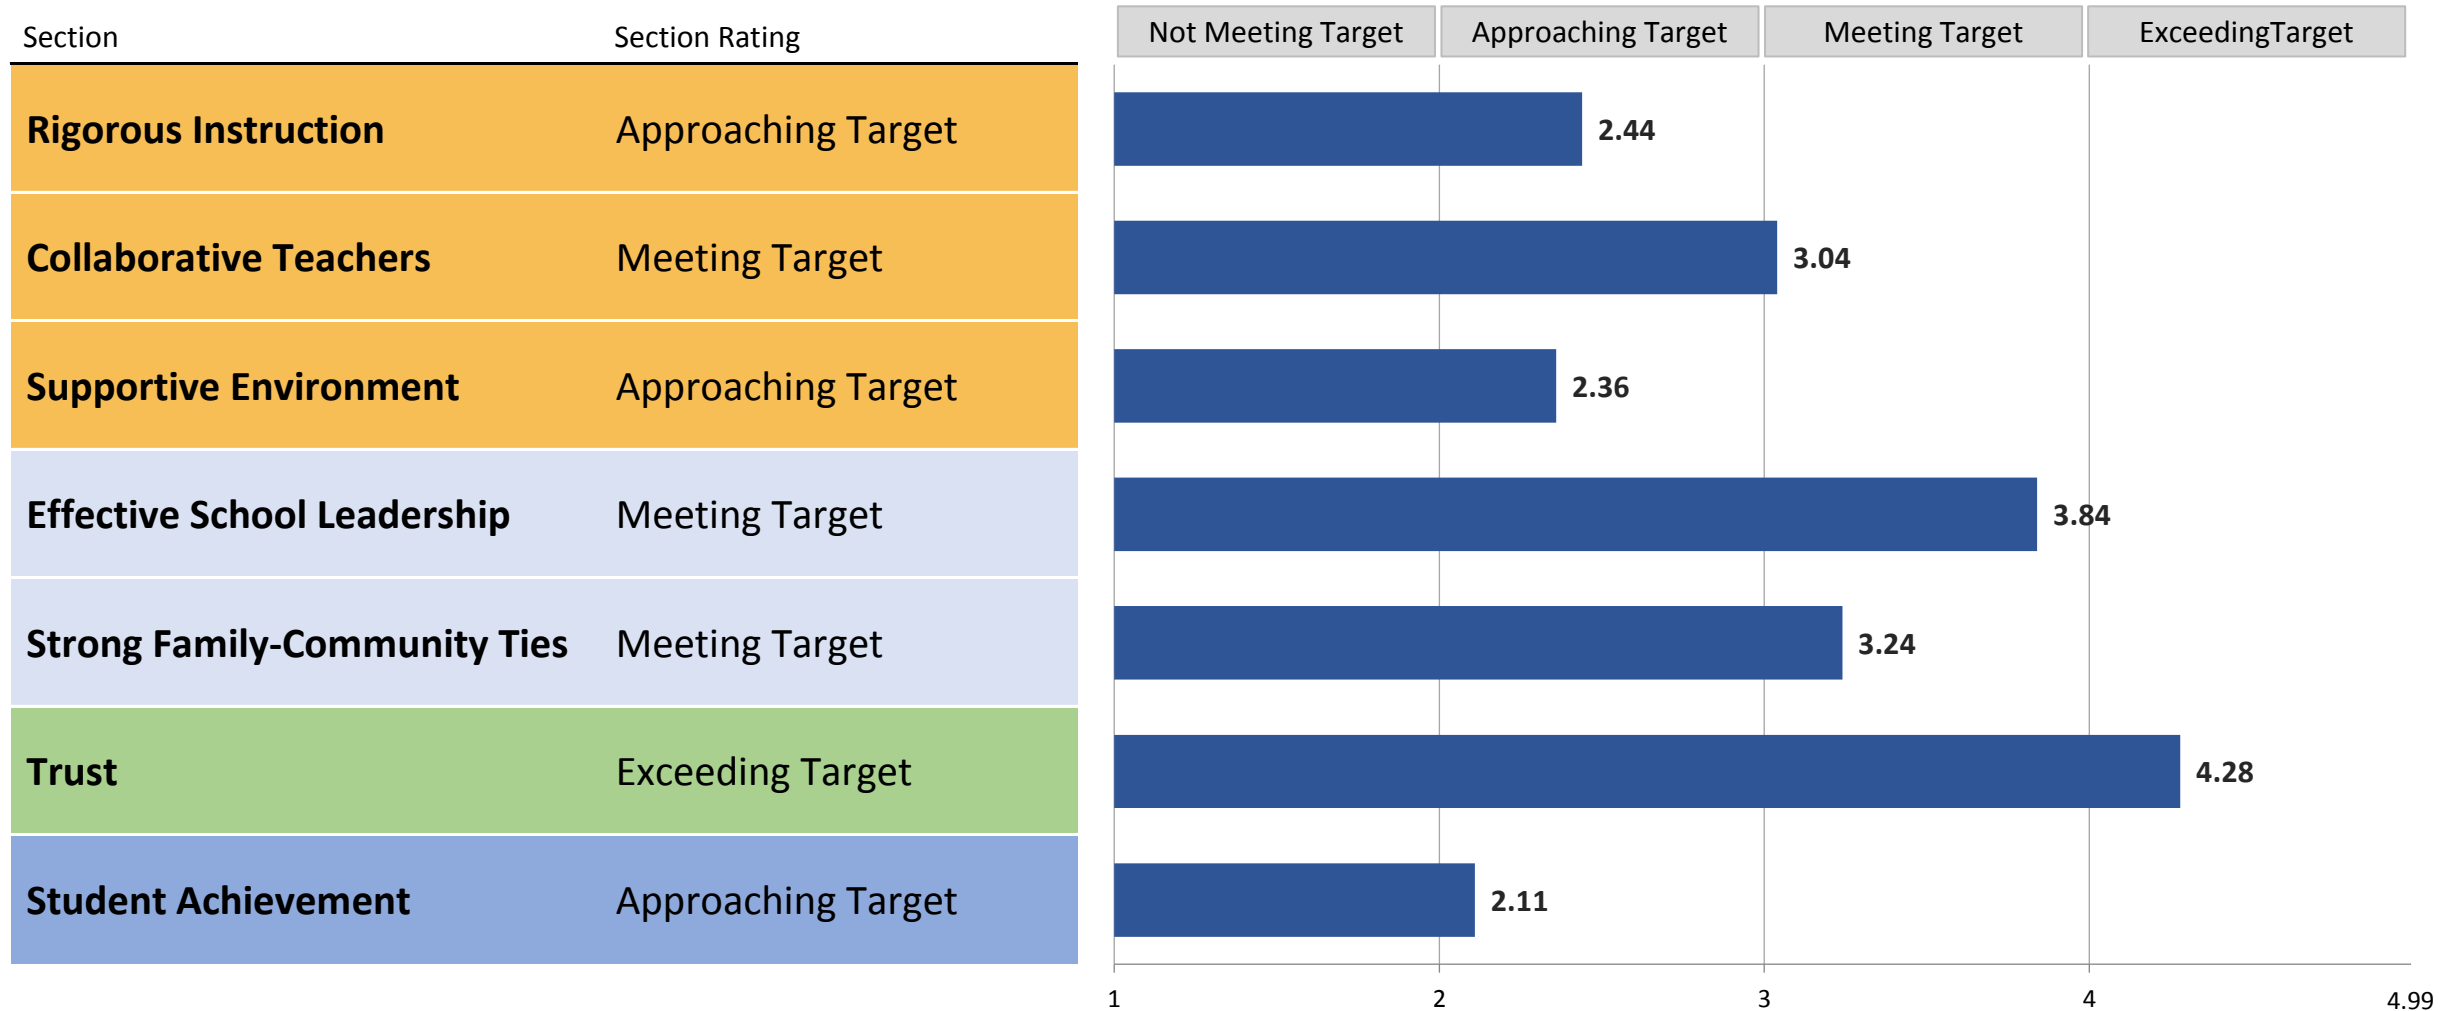 Section Section Rating Not Meeting Target Approaching Target Meeting Target ExceedingTarget
Rigorous Instruction Approaching Target 2.44
Collaborative Teachers Meeting Target 3.04
Supportive Environment Approaching Target 2.36
Effective School Leadership Meeting Target 3.84
Strong Family-Community Ties Meeting Target 3.24
Trust Exceeding Target 4.28
Student Achievement Approaching Target 2.11
1 2 3 4 4.99